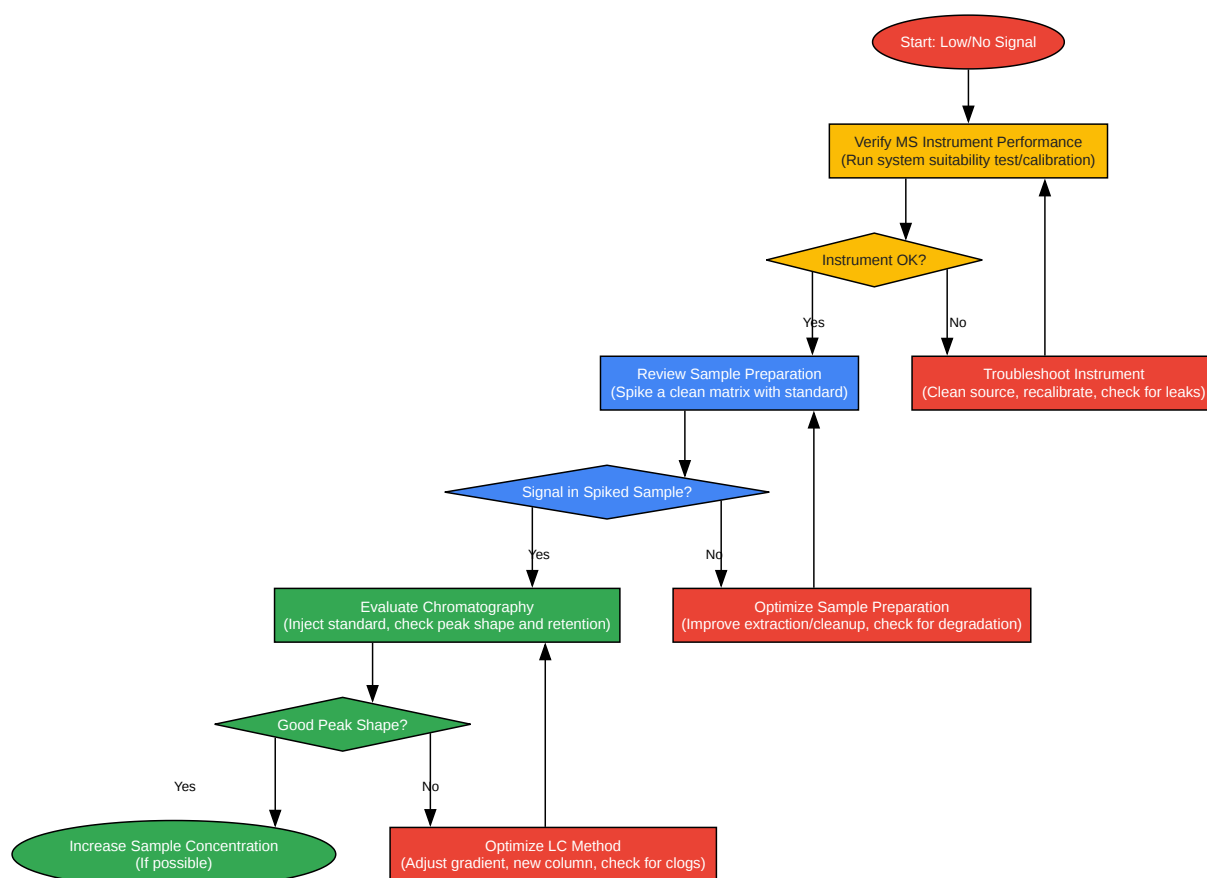 Start: Low/No Signal
Verify MS Instrument Performance
(Run system suitability test/calibration)
Instrument OK?
Yes
No
Review Sample Preparation
(Spike a clean matrix with standard)
Troubleshoot Instrument
(Clean source, recalibrate, check for leaks)
Signal in Spiked Sample?
Yes
No
Evaluate Chromatography
(Inject standard, check peak shape and retention)
Optimize Sample Preparation
(Improve extraction/cleanup, check for degradation)
Good Peak Shape?
Yes
No
Increase Sample Concentration
(If possible)
Optimize LC Method
(Adjust gradient, new column, check for clogs)